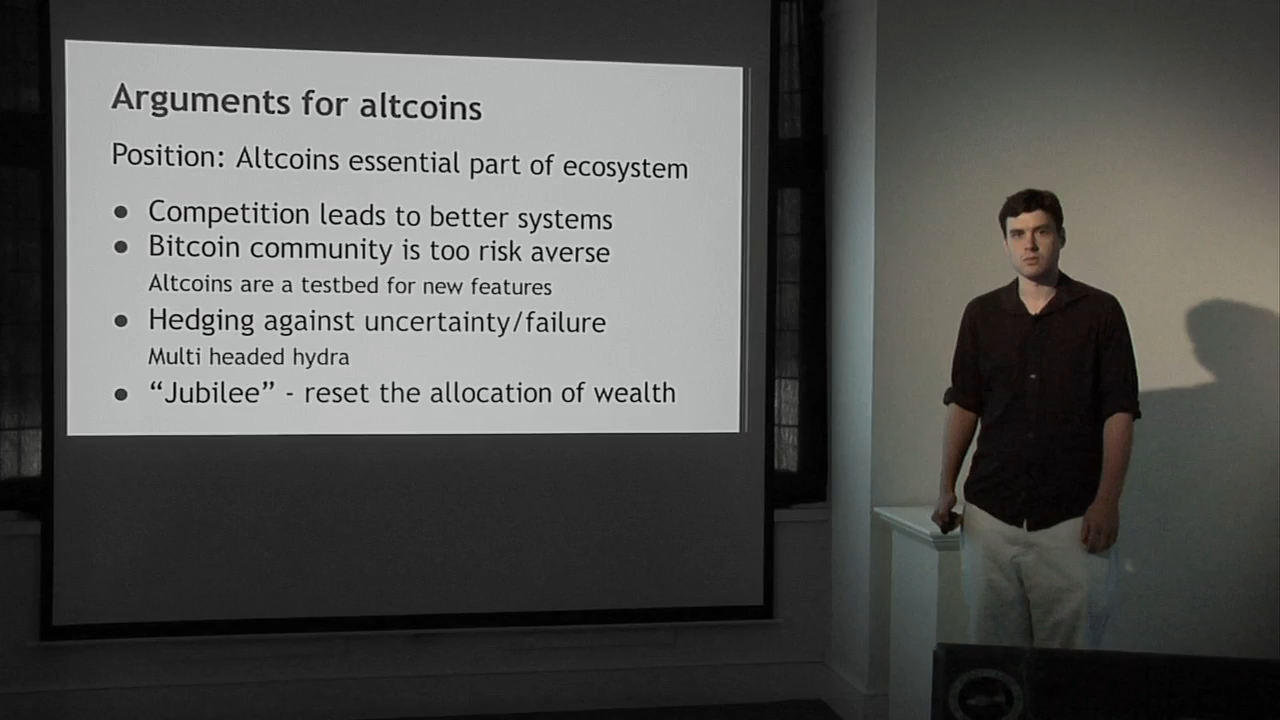 Arguments for altcoins
Position: Altcoins essential part of ecosystem
● Competition leads to better systems
● Bitcoin community is too risk averse
Altcoins are a testbed for new features
● Hedging against uncertainty/failure
Multi headed hydra
● “Jubilee” - reset the allocation of wealth